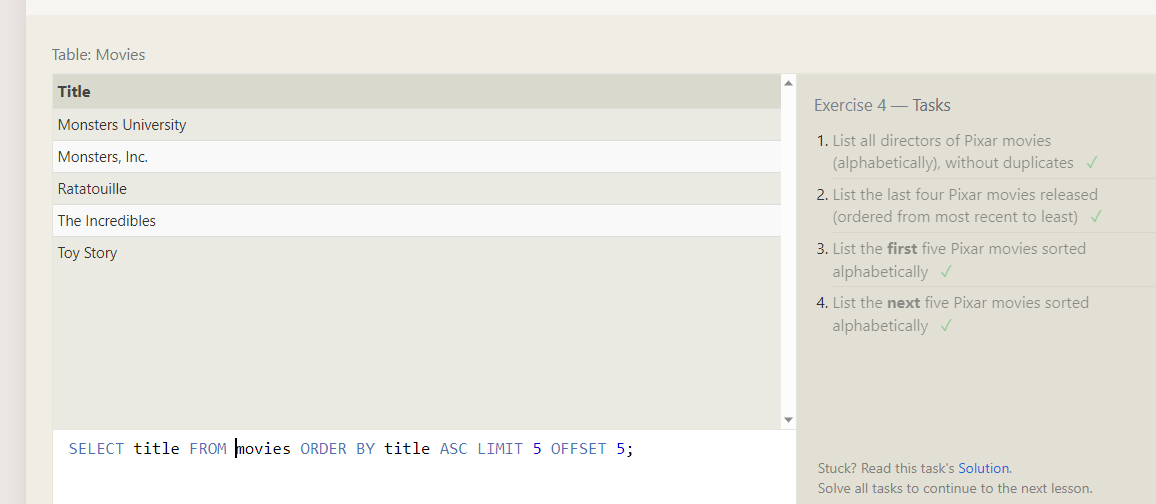 Table: Movies
Title
Monsters University
Monsters, Inc.
Ratatouille
The Incredibles
Toy Story
SELECT title FROM movies ORDER BY title ASC LIMIT 5 OFFSET 5;
Exercise 4 — Tasks
1. List all directors of Pixar movies
(alphabetically), without duplicates ✓
2. List the last four Pixar movies released
(ordered from most recent to least) ✓
3. List the first five Pixar movies sorted
alphabetically ✓
4. List the next five Pixar movies sorted
alphabetically ✓
Stuck? Read this task's Solution.
Solve all tasks to continue to the next lesson.